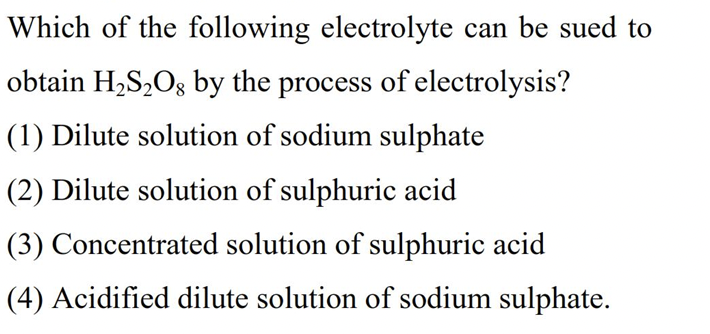 Which of the following electrolyte can be sued to
obtain H₂S₂O₈ by the process of electrolysis?
(1) Dilute solution of sodium sulphate
(2) Dilute solution of sulphuric acid
(3) Concentrated solution of sulphuric acid
(4) Acidified dilute solution of sodium sulphate.